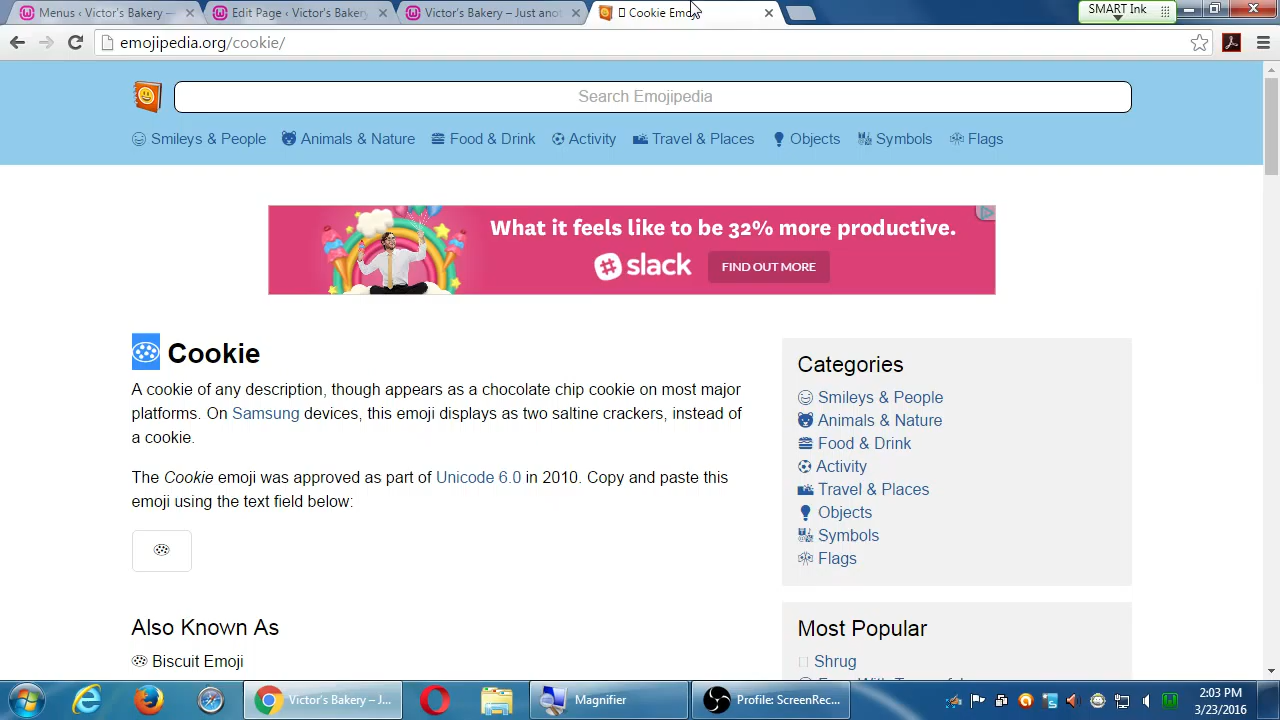 Menus ‹ Victor's Bakery —
Edit Page ‹ Victor's Bakery
Victor's Bakery – Just anot
Cookie Emo
SMART Ink
emojipedia.org/cookie/
Search Emojipedia
Smileys & People Animals & Nature Food & Drink Activity Travel & Places Objects Symbols Flags
What it feels like to be 32% more productive.
slack FIND OUT MORE
Cookie
A cookie of any description, though appears as a chocolate chip cookie on most major
platforms. On Samsung devices, this emoji displays as two saltine crackers, instead of
a cookie.
The Cookie emoji was approved as part of Unicode 6.0 in 2010. Copy and paste this
emoji using the text field below:
🍪
Also Known As
🍪 Biscuit Emoji
Categories
Smileys & People
Animals & Nature
Food & Drink
Activity
Travel & Places
Objects
Symbols
Flags
Most Popular
Shrug
Victor's Bakery – J...
Magnifier
Profile: ScreenRec...
2:03 PM
3/23/2016